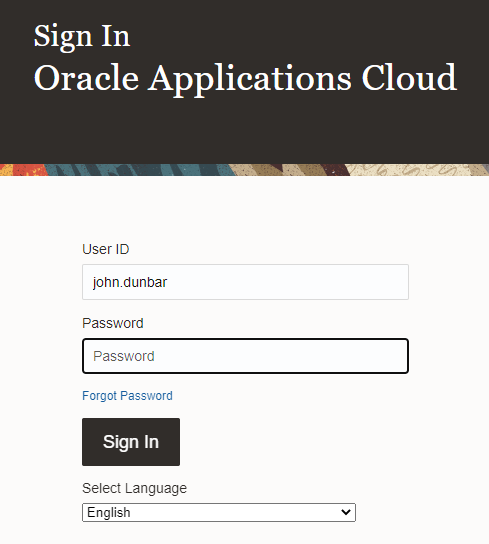 Sign In
Oracle Applications Cloud
User ID
john.dunbar
Password
Password
Forgot Password
Sign In
Select Language
English